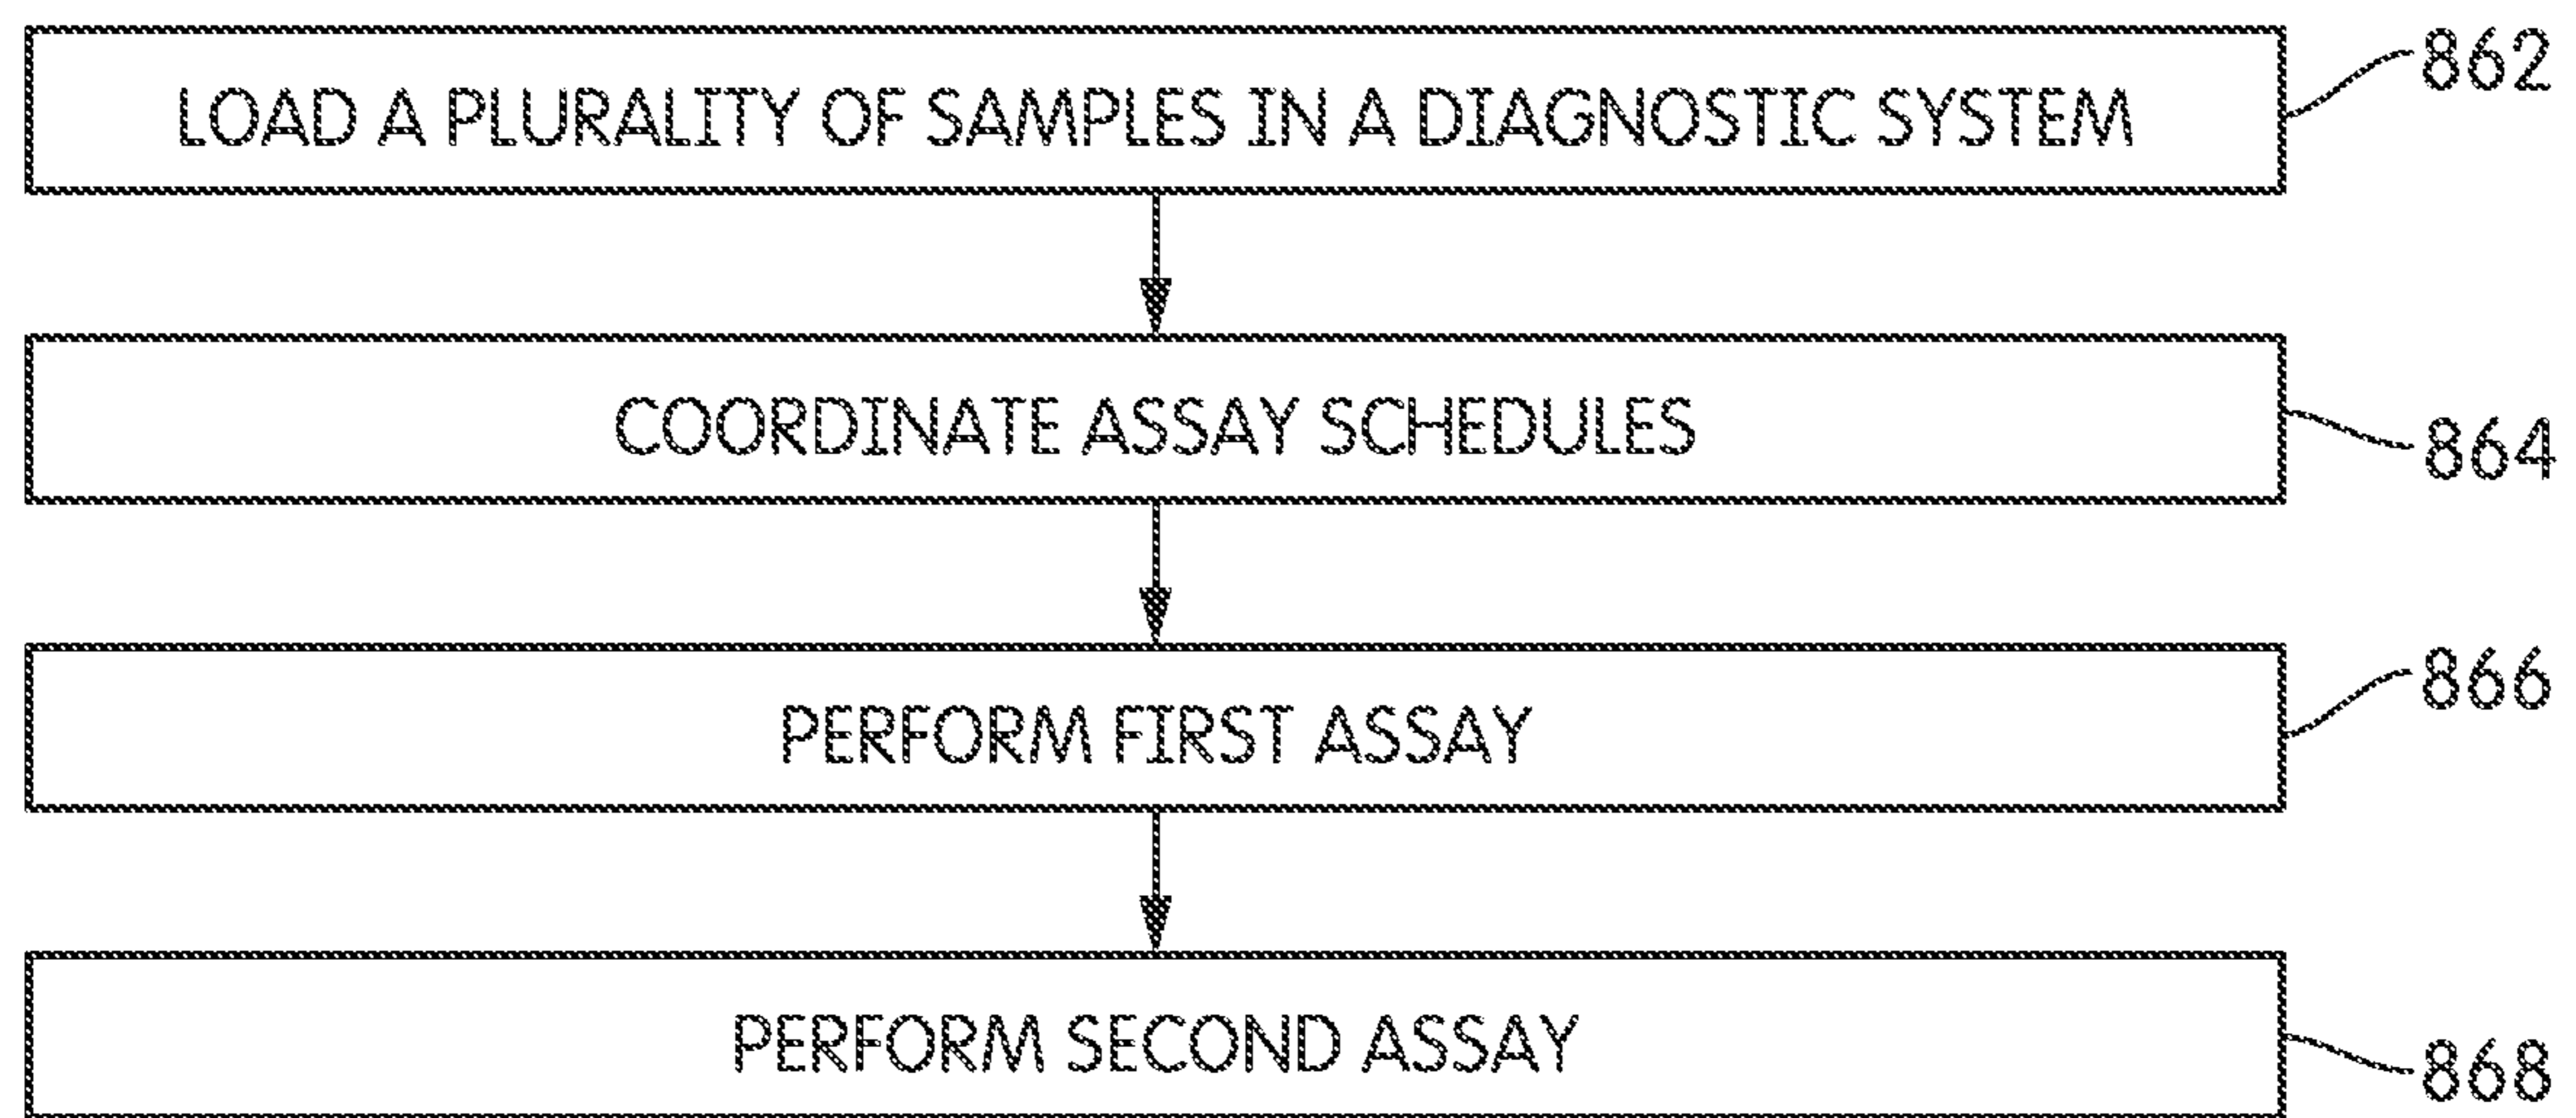 LOAD A PLURALITY OF SAMPLES IN A DIAGNOSTIC SYSTEM
862
COORDINATE ASSAY SCHEDULES
864
PERFORM FIRST ASSAY
866
PERFORM SECOND ASSAY
868